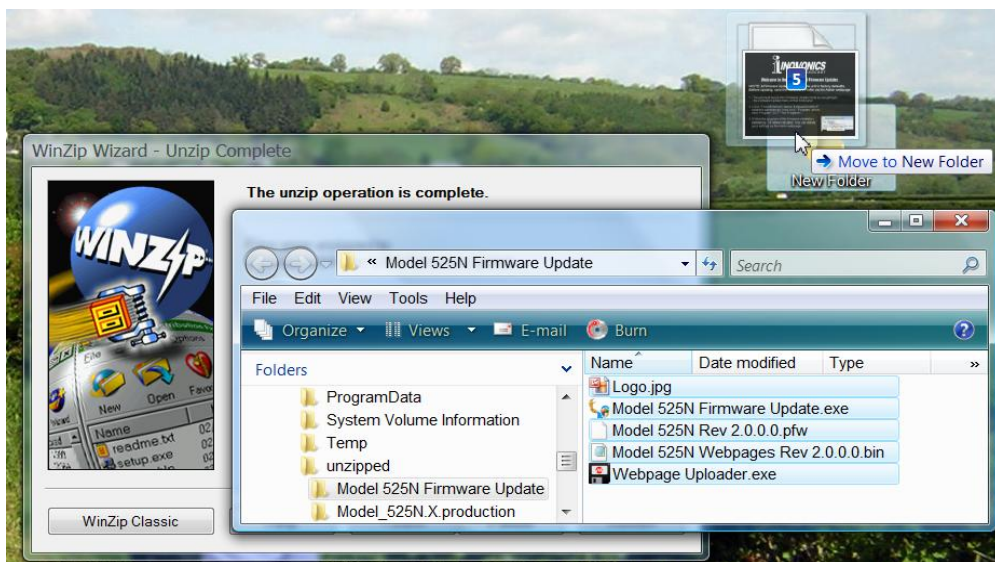 INOVONICS
5
Move to New Folder
New Folder
WinZip Wizard - Unzip Complete
The unzip operation is complete.
WINZIP
New
Open
Name
readme.txt
setup.exe
WinZip Classic
« Model 525N Firmware Update
Search
File Edit View Tools Help
Organize Views E-mail Burn
Folders
ProgramData
System Volume Information
Temp
unzipped
Model 525N Firmware Update
Model_525N.X.production
Name Date modified Type »
Logo.jpg
Model 525N Firmware Update.exe
Model 525N Rev 2.0.0.0.pfw
Model 525N Webpages Rev 2.0.0.0.bin
Webpage Uploader.exe